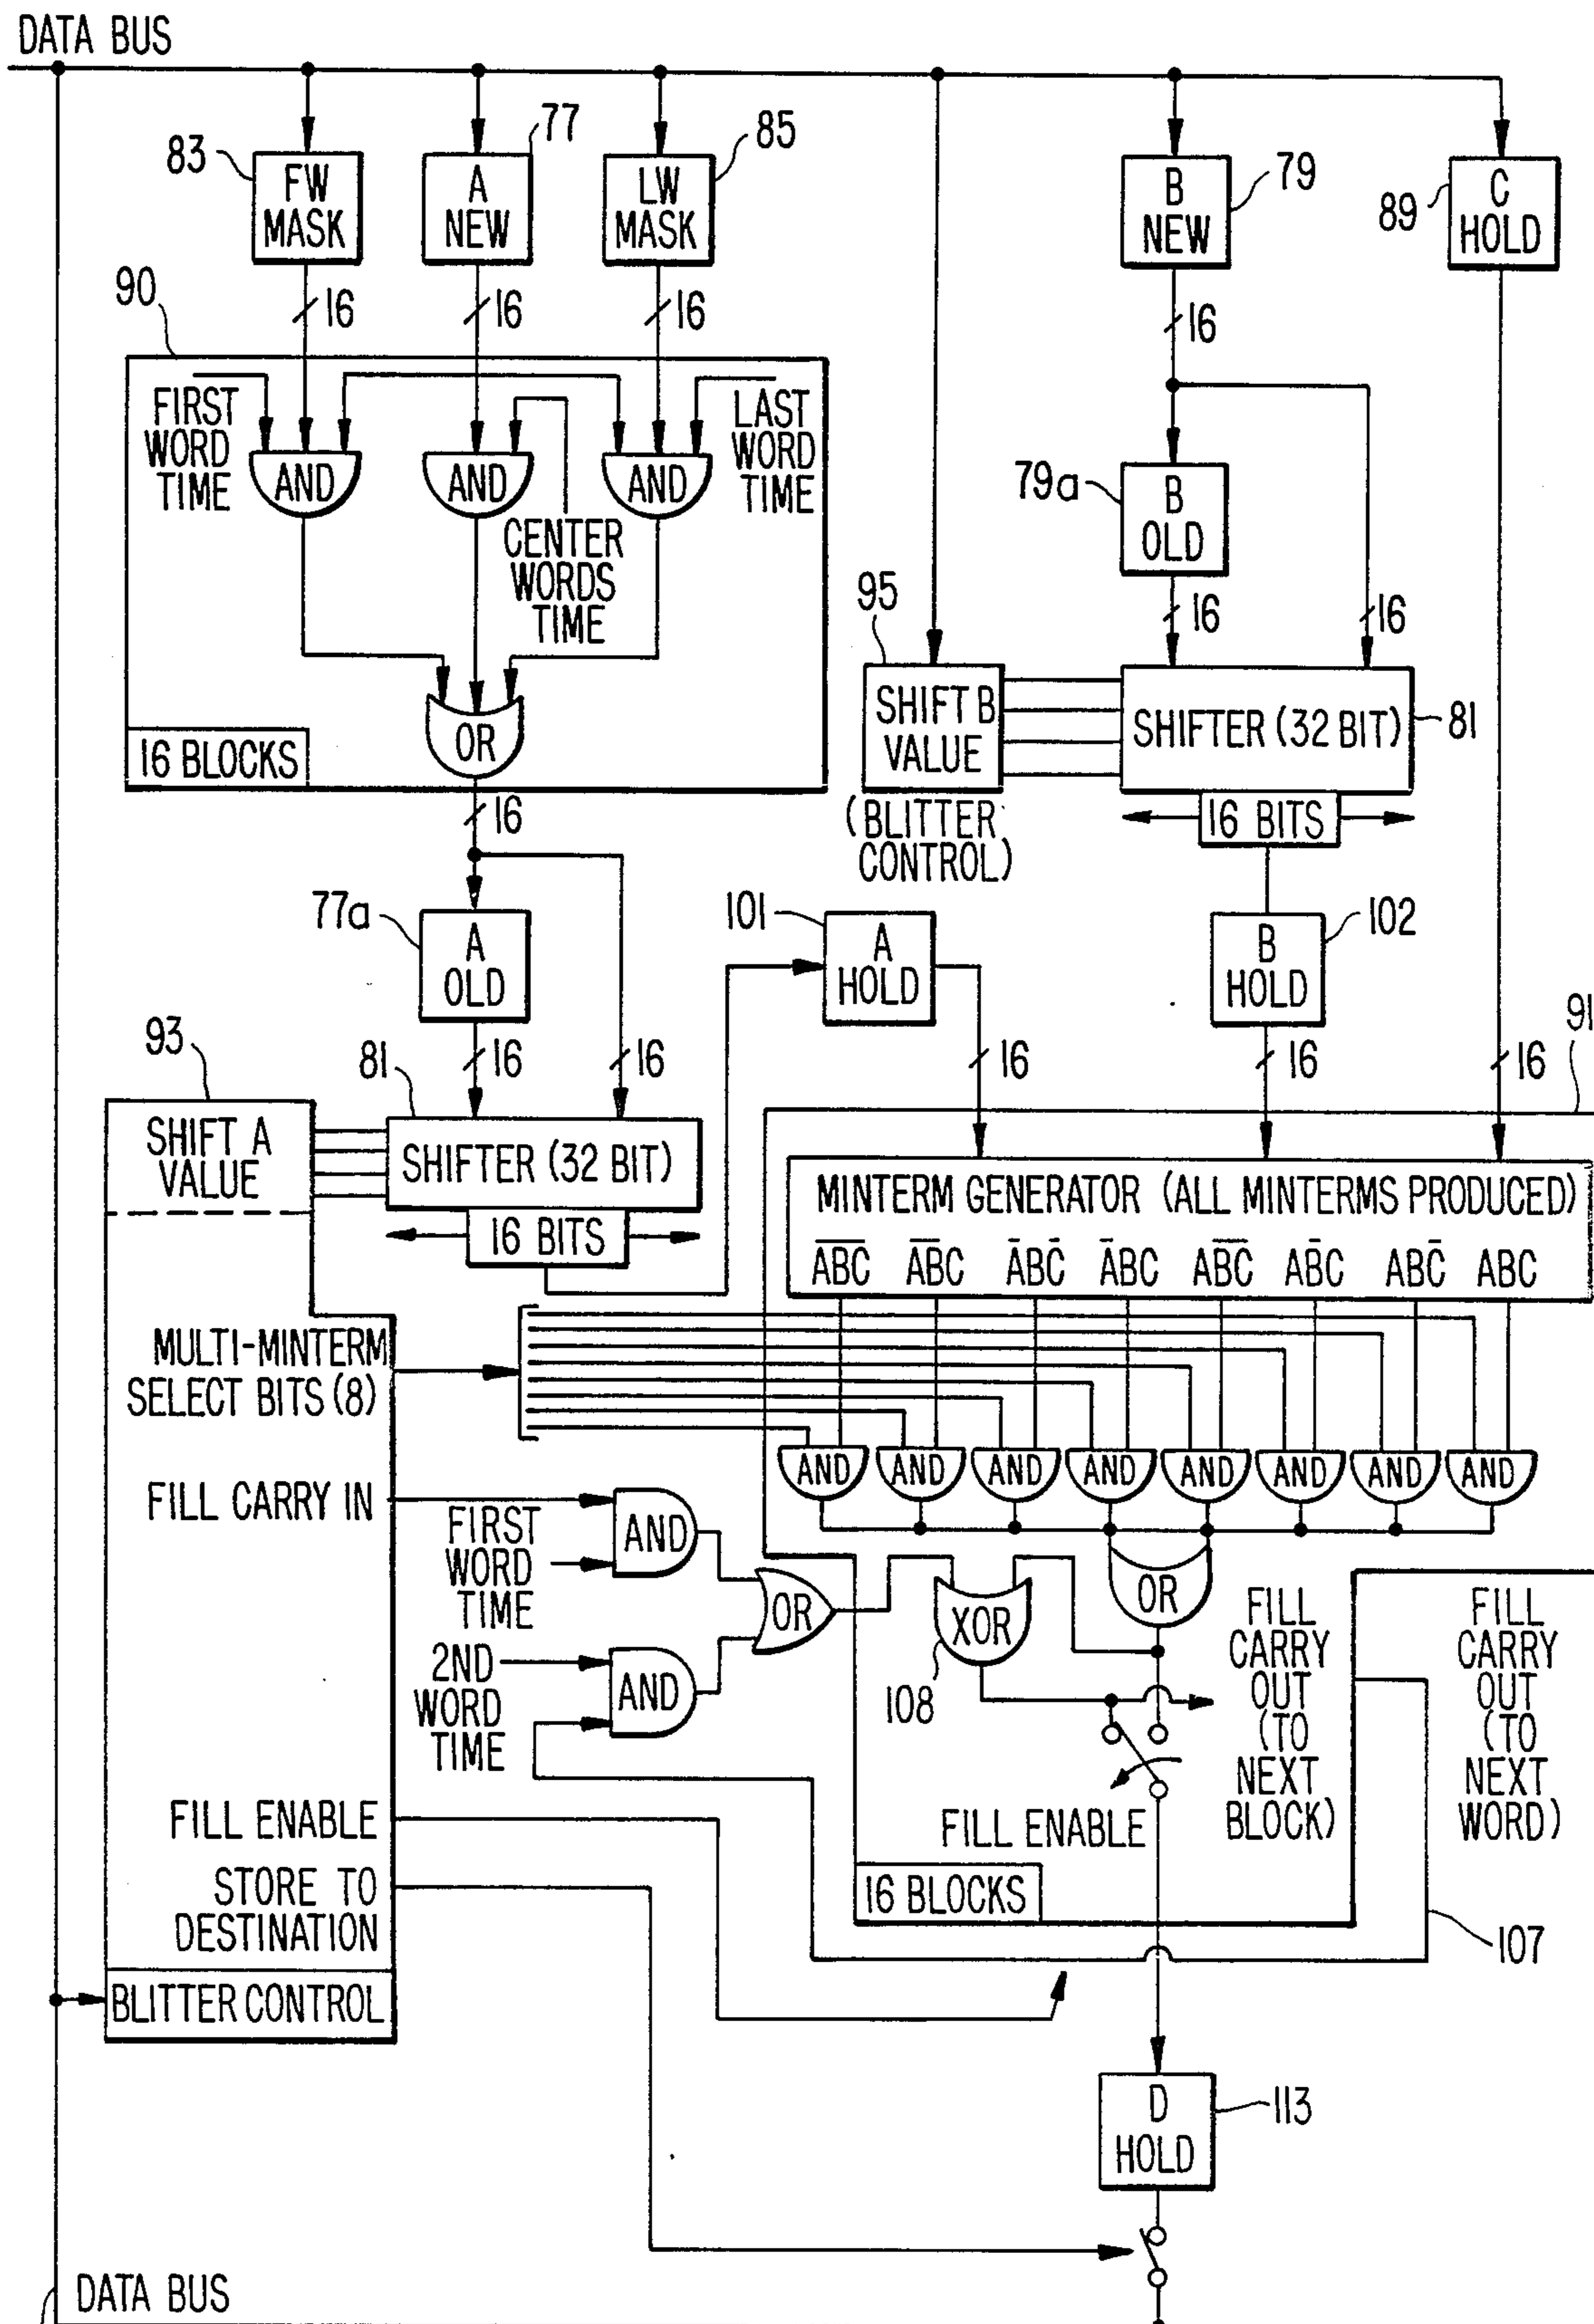 DATA BUS
83
FW
MASK
77
A
NEW
85
LW
MASK
79
B
NEW
89
C
HOLD
90
16
16
16
16
FIRST
WORD
TIME
AND
AND
AND
LAST
WORD
TIME
CENTER
WORDS
TIME
OR
16 BLOCKS
79a
B
OLD
16
16
95
SHIFT B
VALUE
(BLITTER
CONTROL)
SHIFTER (32 BIT)
81
16 BITS
16
77a
A
OLD
101
A
HOLD
102
B
HOLD
91
93
SHIFT A
VALUE
81
16
16
16
16
16
SHIFTER (32 BIT)
16 BITS
MINTERM GENERATOR (ALL MINTERMS PRODUCED)
A̅B̅C̅ A̅B̅C A̅BC̅ A̅BC AB̅C̅ AB̅C ABC̅ ABC
MULTI-MINTERM
SELECT BITS (8)
AND AND AND AND AND AND AND AND
FILL CARRY IN
FIRST
WORD
TIME
AND
OR
2ND
WORD
TIME
AND
XOR
108
OR
FILL
CARRY
OUT
(TO
NEXT
BLOCK)
FILL
CARRY
OUT
(TO
NEXT
WORD)
FILL ENABLE
FILL ENABLE
16 BLOCKS
STORE TO
DESTINATION
107
BLITTER CONTROL
D
HOLD
113
DATA BUS